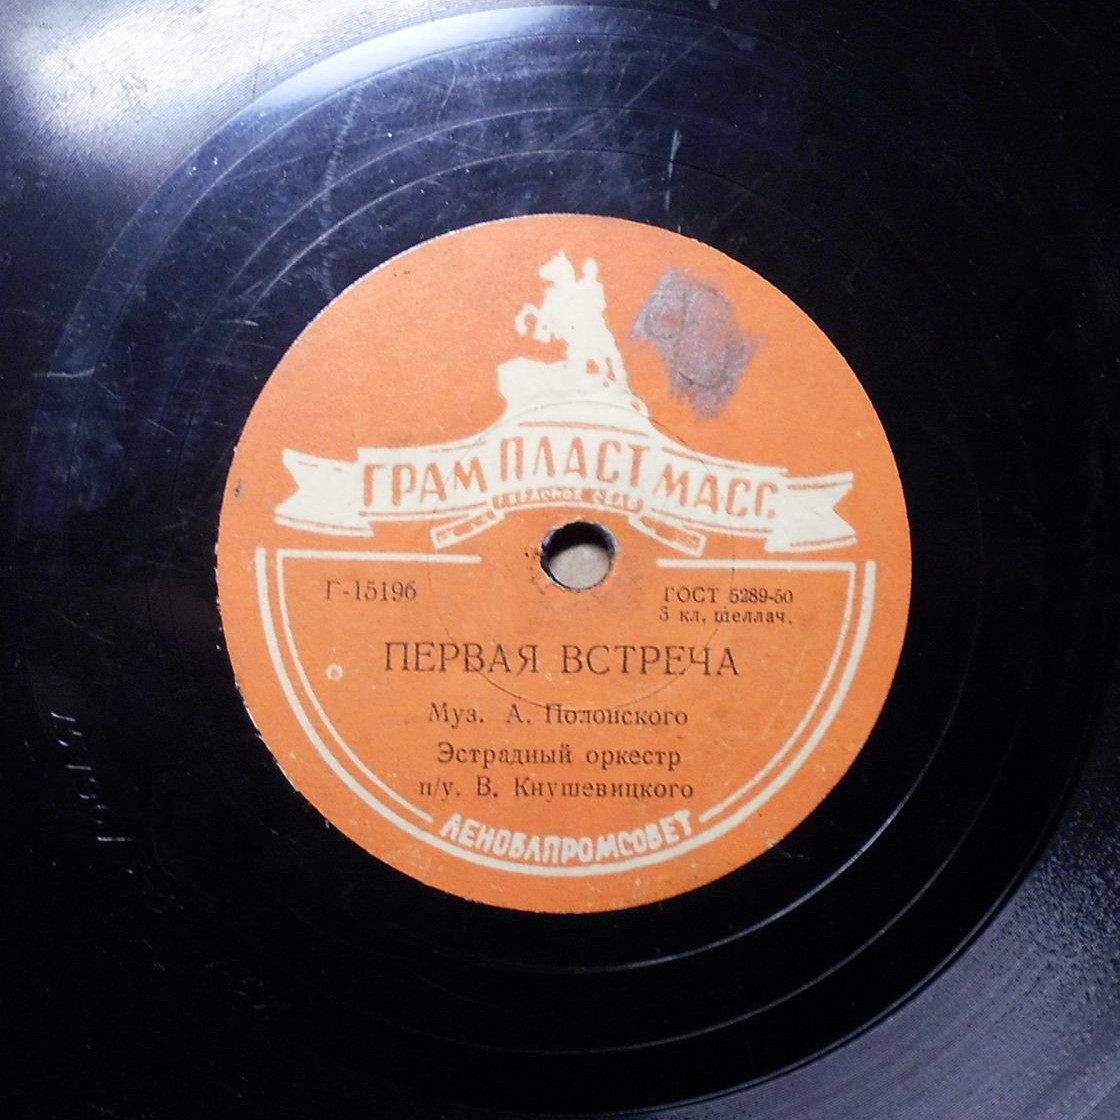 ГРАМПЛАСТМАСС.
Г-15196
ГОСТ 5289-50
3 кл. шеллач.
ПЕРВАЯ ВСТРЕЧА
Муз. А. Полонского
Эстрадный оркестр
п/у. В. Кнушевицкого
ЛЕНОБЛПРОМСОВЕТ